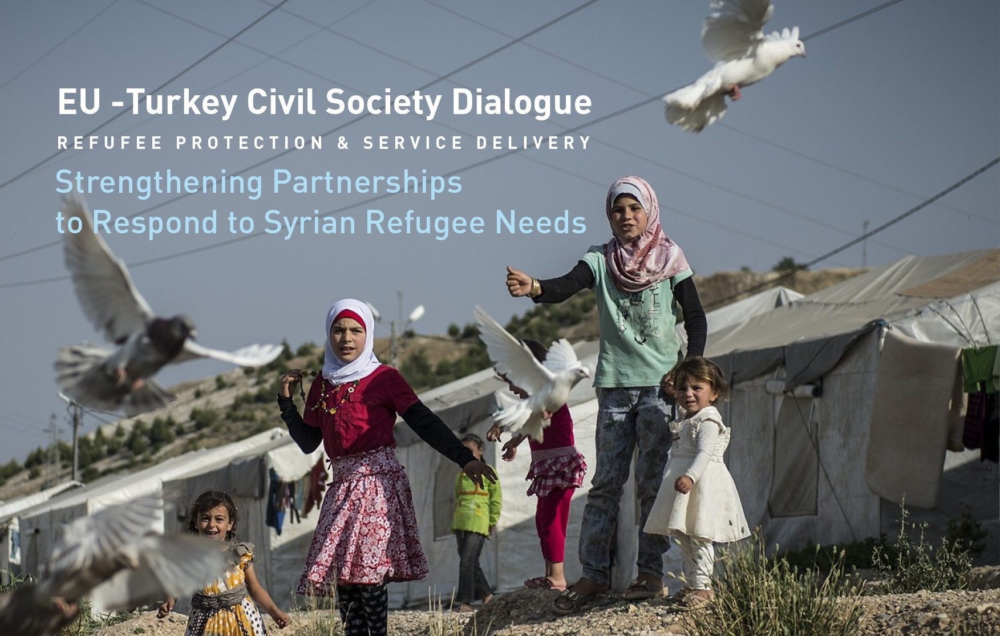 EU -Turkey Civil Society Dialogue
REFUFEE PROTECTION & SERVICE DELIVERY
Strengthening Partnerships
to Respond to Syrian Refugee Needs